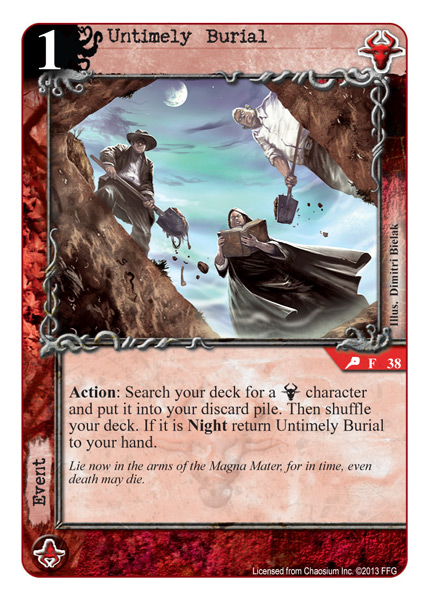 1
Untimely Burial
Illus. Dimitri Bielak
F 38
Action: Search your deck for a character
and put it into your discard pile. Then shuffle
your deck. If it is Night return Untimely Burial
to your hand.
Lie now in the arms of the Magna Mater, for in time, even
death may die.
Event
Licensed from Chaosium Inc. ©2013 FFG